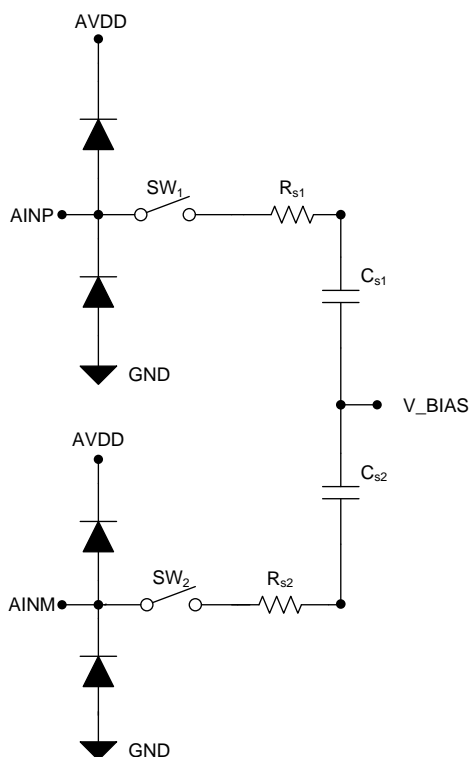 AVDD
SW1
Rs1
AINP
Cs1
GND
V_BIAS
AVDD
Cs2
SW2
Rs2
AINM
GND